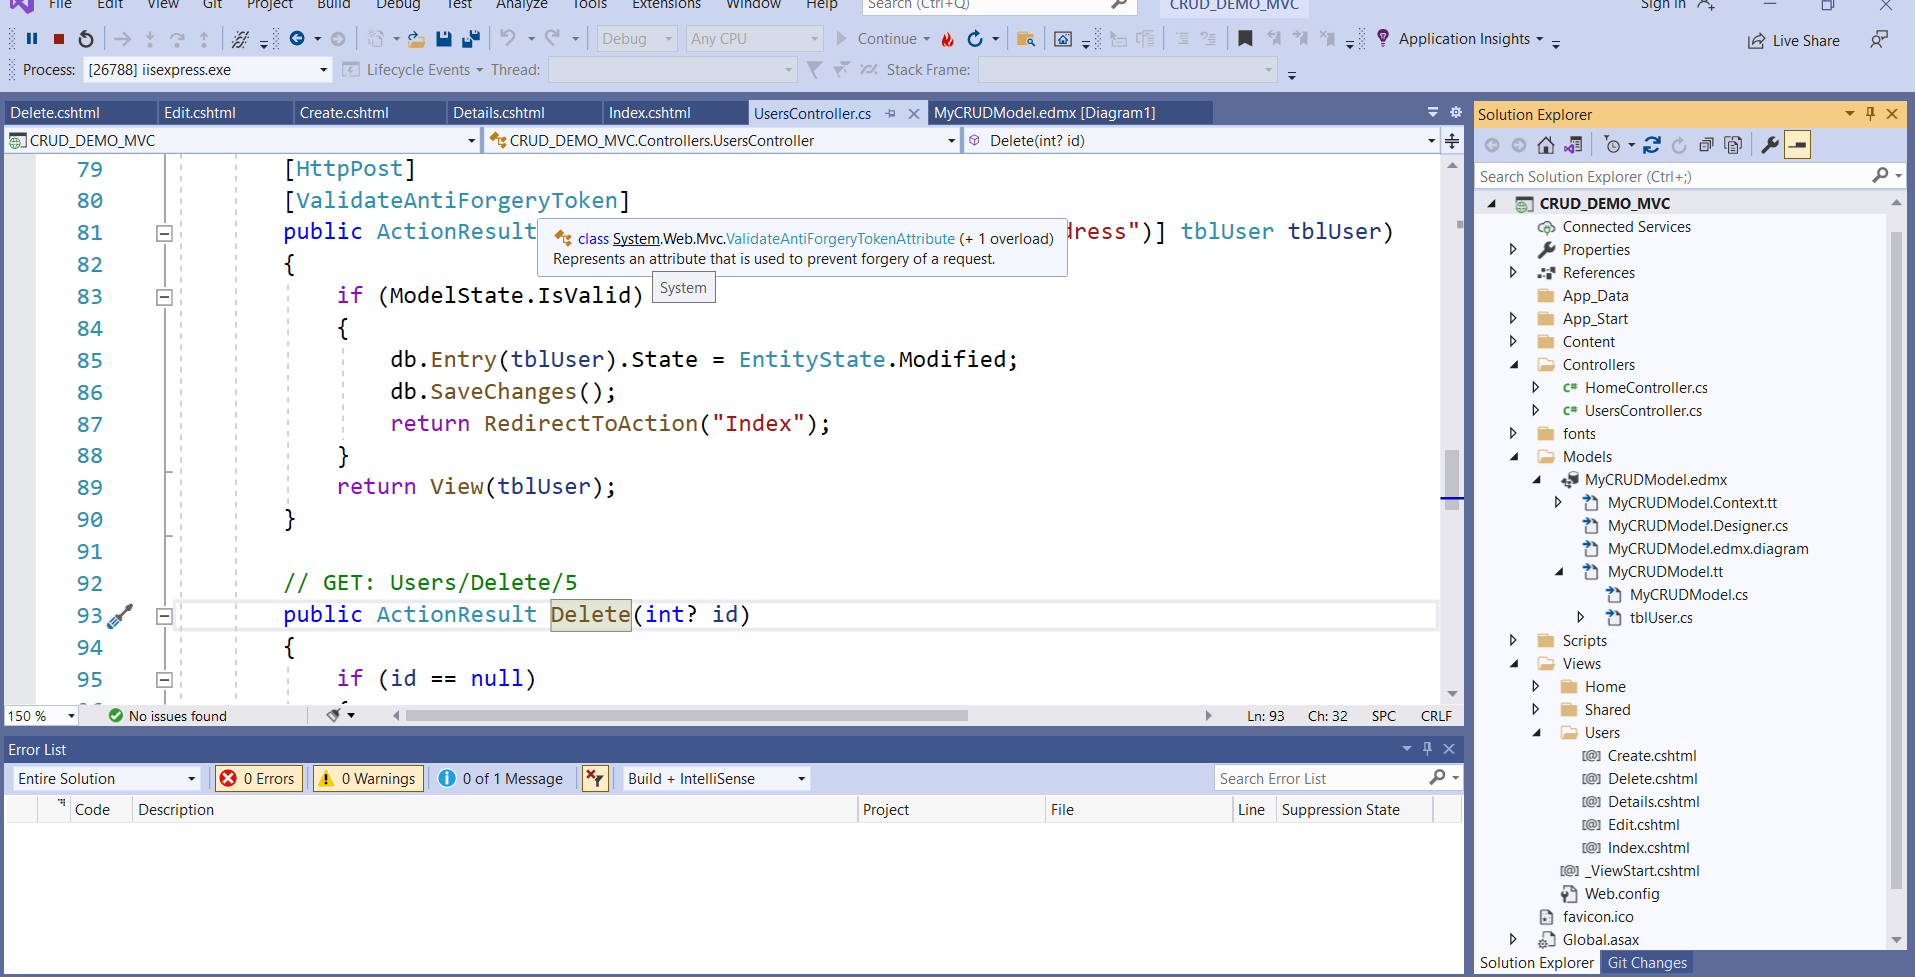 File Edit View Git Project Build Debug Test Analyze Tools Extensions Window Help Search (Ctrl+Q) CRUD_DEMO_MVC Sign in
Debug Any CPU Continue Application Insights Live Share
Process: [26788] iisexpress.exe Lifecycle Events Thread: Stack Frame:
Delete.cshtml Edit.cshtml Create.cshtml Details.cshtml Index.cshtml UsersController.cs MyCRUDModel.edmx [Diagram1]
CRUD_DEMO_MVC CRUD_DEMO_MVC.Controllers.UsersController Delete(int? id)
79 [HttpPost]
80 [ValidateAntiForgeryToken]
81 public ActionResult dress")] tblUser tblUser)
class System.Web.Mvc.ValidateAntiForgeryTokenAttribute (+ 1 overload)
Represents an attribute that is used to prevent forgery of a request.
System
82 {
83 if (ModelState.IsValid)
84 {
85 db.Entry(tblUser).State = EntityState.Modified;
86 db.SaveChanges();
87 return RedirectToAction("Index");
88 }
89 return View(tblUser);
90 }
91
92 // GET: Users/Delete/5
93 public ActionResult Delete(int? id)
94 {
95 if (id == null)
150 % No issues found Ln: 93 Ch: 32 SPC CRLF
Error List
Entire Solution 0 Errors 0 Warnings 0 of 1 Message Build + IntelliSense Search Error List
Code Description Project File Line Suppression State
Solution Explorer
Search Solution Explorer (Ctrl+;)
CRUD_DEMO_MVC
Connected Services
Properties
References
App_Data
App_Start
Content
Controllers
C# HomeController.cs
C# UsersController.cs
fonts
Models
MyCRUDModel.edmx
MyCRUDModel.Context.tt
MyCRUDModel.Designer.cs
MyCRUDModel.edmx.diagram
MyCRUDModel.tt
MyCRUDModel.cs
tblUser.cs
Scripts
Views
Home
Shared
Users
[@] Create.cshtml
[@] Delete.cshtml
[@] Details.cshtml
[@] Edit.cshtml
[@] Index.cshtml
[@] _ViewStart.cshtml
Web.config
favicon.ico
Global.asax
Solution Explorer Git Changes